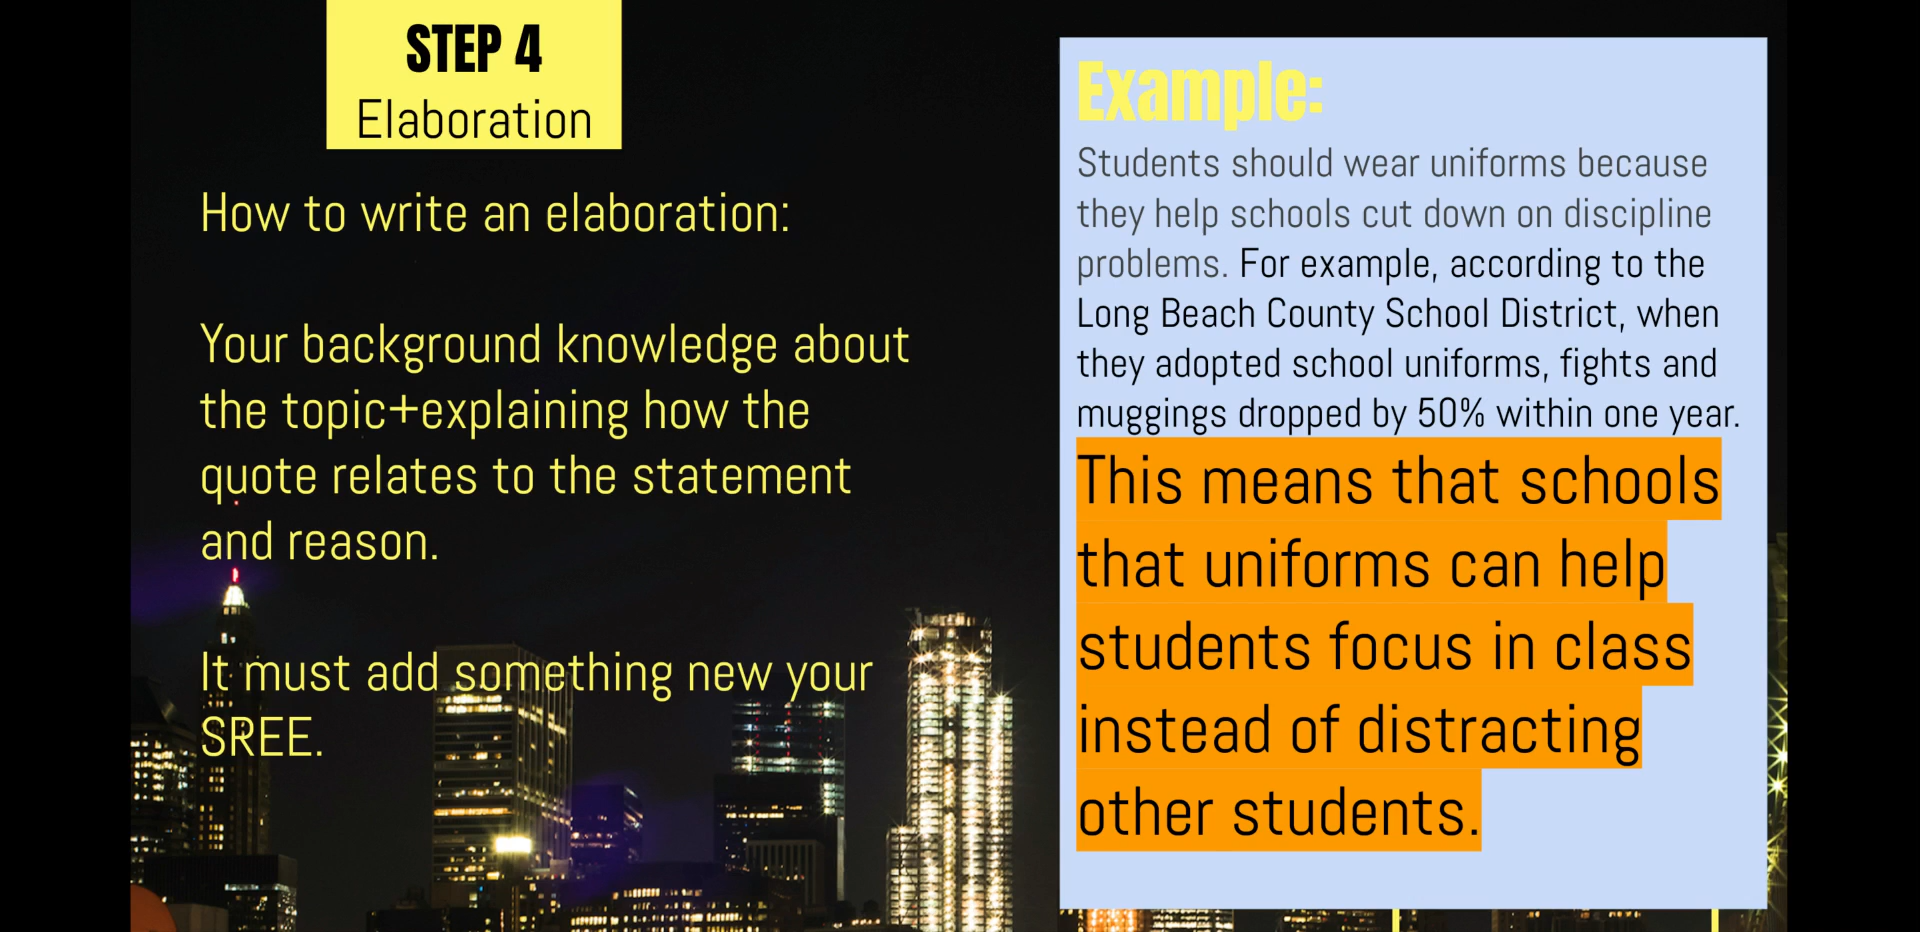 STEP 4
Elaboration
How to write an elaboration:
Your background knowledge about
the topic+explaining how the
quote relates to the statement
and reason.
It must add something new your
SREE.
Example:
Students should wear uniforms because
they help schools cut down on discipline
problems. For example, according to the
Long Beach County School District, when
they adopted school uniforms, fights and
muggings dropped by 50% within one year.
This means that schools
that uniforms can help
students focus in class
instead of distracting
other students.